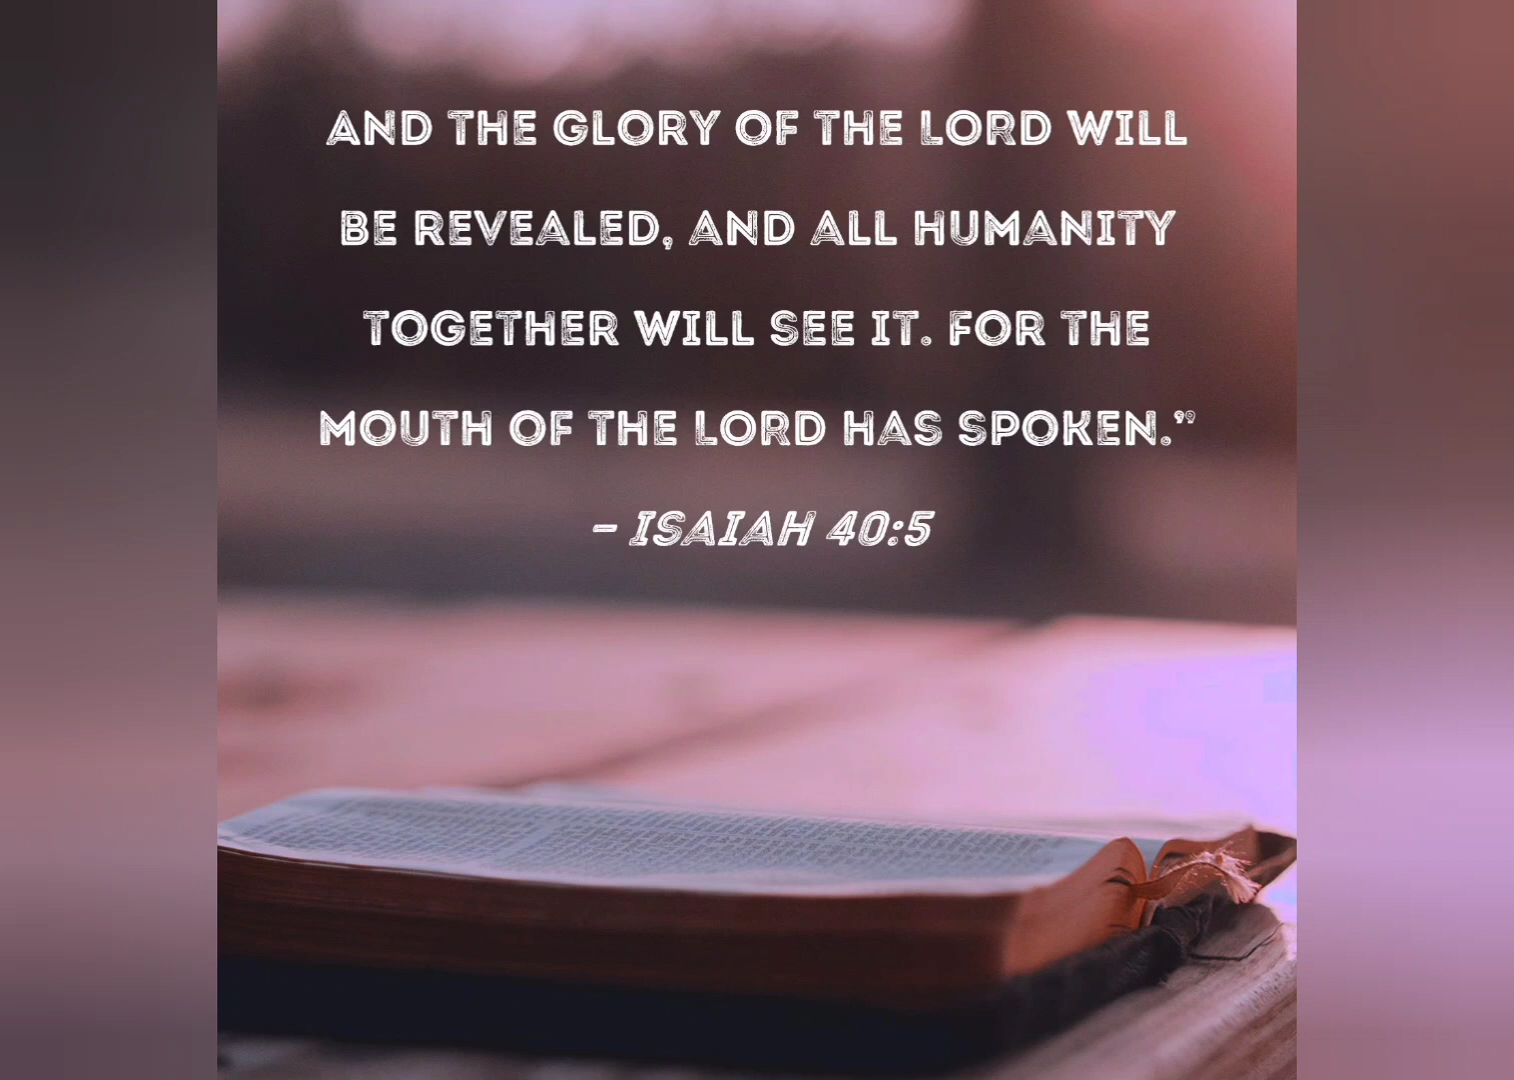 AND THE GLORY OF THE LORD WILL
BE REVEALED, AND ALL HUMANITY
TOGETHER WILL SEE IT. FOR THE
MOUTH OF THE LORD HAS SPOKEN.”
– ISAIAH 40:5